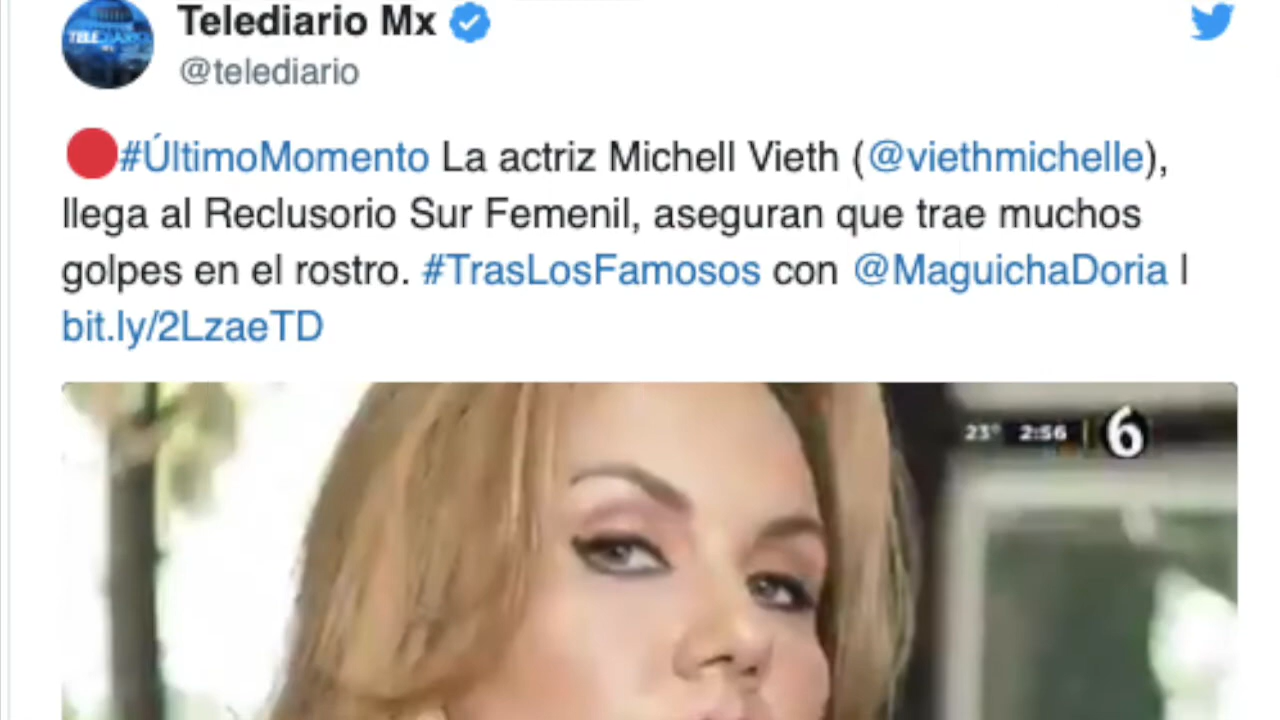 TELEDIARIO
Telediario Mx
@telediario
#ÚltimoMomento La actriz Michell Vieth (@viethmichelle),
llega al Reclusorio Sur Femenil, aseguran que trae muchos
golpes en el rostro. #TrasLosFamosos con @MaguichaDoria |
bit.ly/2LzaeTD
23° 2:56 6